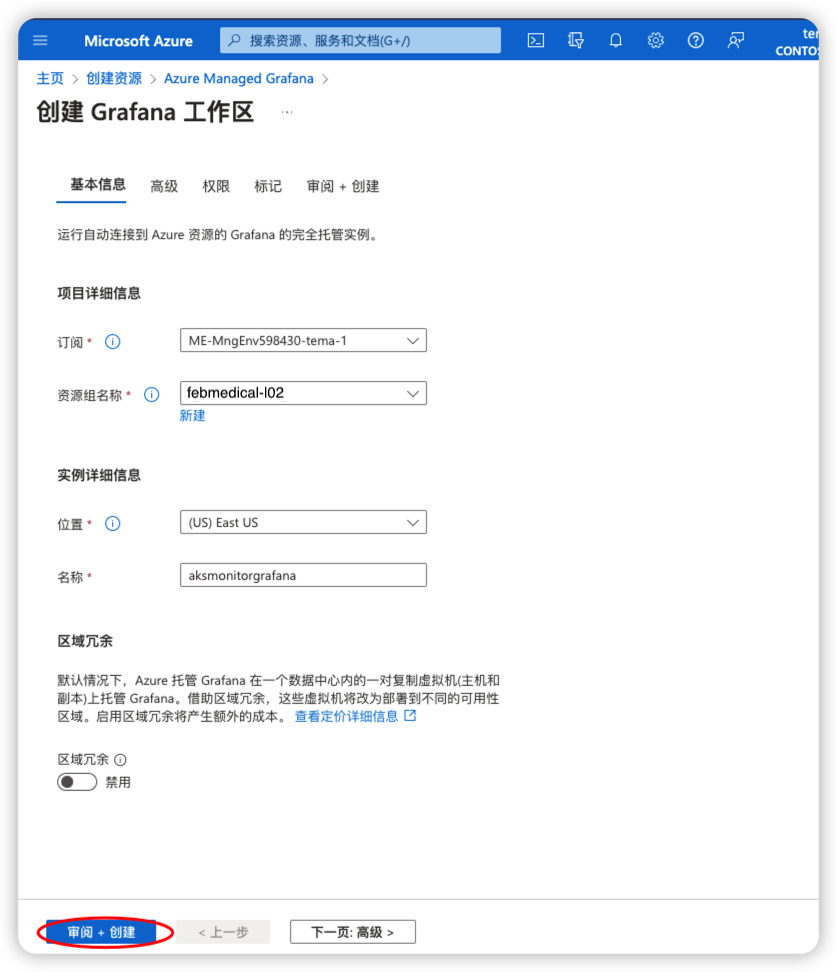 Microsoft Azure
搜索资源、服务和文档(G+/)
ter
CONTOS
主页 > 创建资源 > Azure Managed Grafana >
创建 Grafana 工作区 ...
基本信息 高级 权限 标记 审阅 + 创建
运行自动连接到 Azure 资源的 Grafana 的完全托管实例。
项目详细信息
订阅 *
ME-MngEnv598430-tema-1
资源组名称 *
febmedical-l02
新建
实例详细信息
位置 *
(US) East US
名称 *
aksmonitorgrafana
区域冗余
默认情况下，Azure 托管 Grafana 在一个数据中心内的一对复制虚拟机(主机和
副本)上托管 Grafana。借助区域冗余，这些虚拟机将改为部署到不同的可用性
区域。启用区域冗余将产生额外的成本。 查看定价详细信息
区域冗余
禁用
审阅 + 创建 < 上一步 下一页: 高级 >